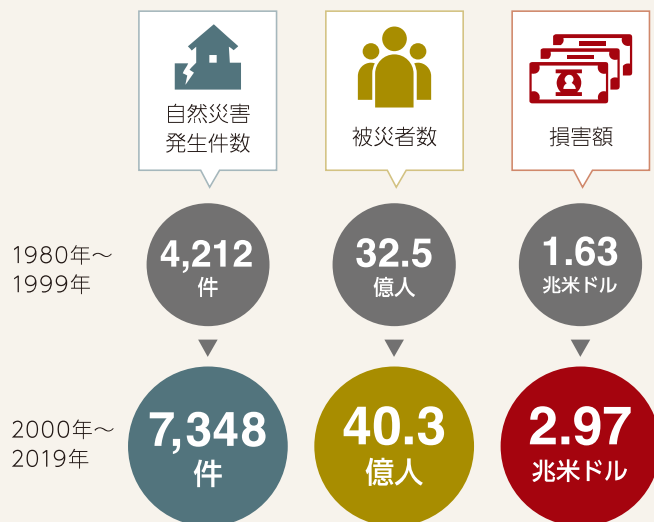 自然災害
発生件数
被災者数
損害額
1980年～
1999年
4,212
件
32.5
億人
1.63
兆米ドル
2000年～
2019年
7,348
件
40.3
億人
2.97
兆米ドル